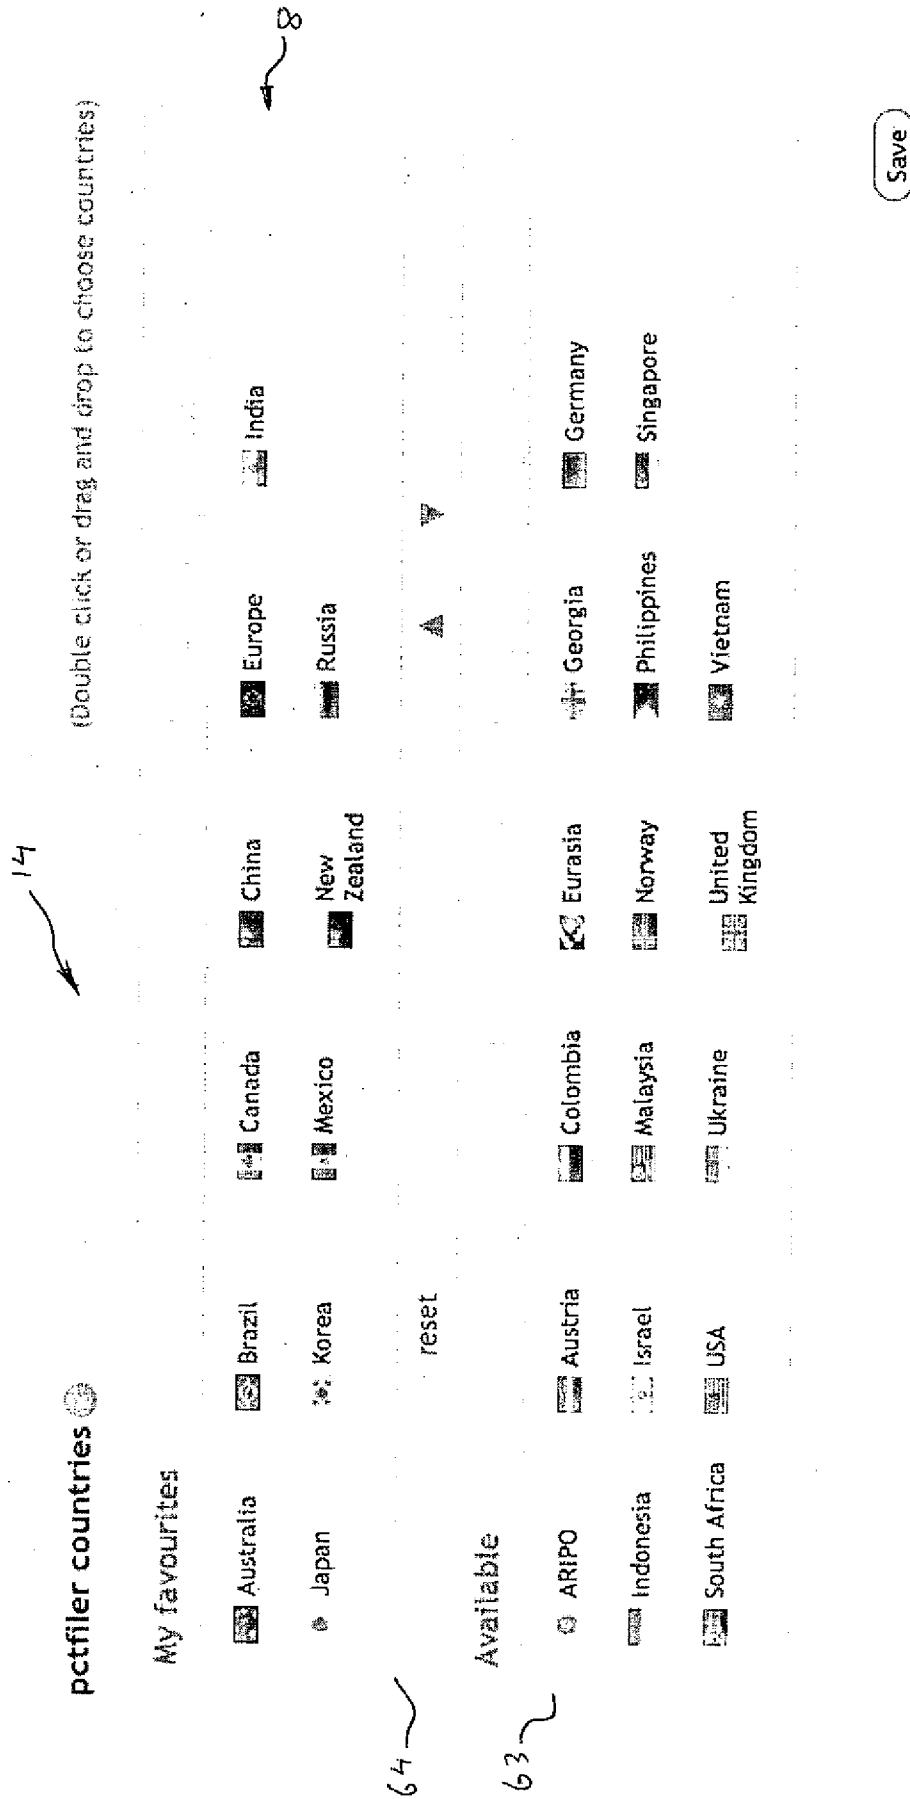 14
pctfiler countries
(Double click or drag and drop to choose countries)
8
My favourites
Australia Brazil Canada China Europe India
Japan Korea Mexico New Zealand Russia
64
reset
63
Available
ARIPO Austria Colombia Eurasia Georgia Germany
Indonesia Israel Malaysia Norway Philippines Singapore
South Africa USA Ukraine United Kingdom Vietnam
Save